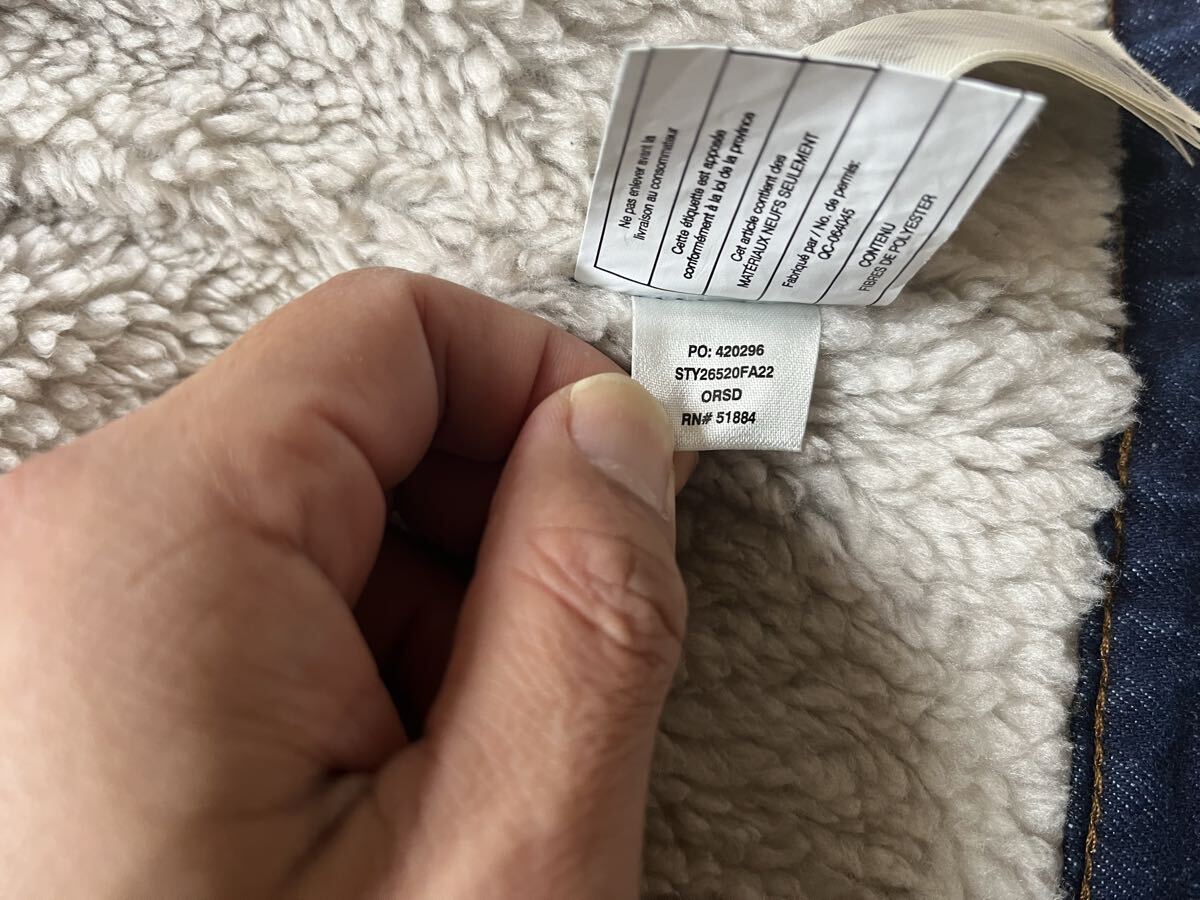 Ne pas enlever avant la
livraison au consommateur
Cette étiquette est apposée
conformément à la loi de la province
Cet article contient des
MATÉRIAUX NEUFS SEULEMENT
Fabriqué par / No. de permis:
QC-064045
CONTENU
FIBRES DE POLYESTER
PO: 420296
STY26520FA22
ORSD
RN# 51884